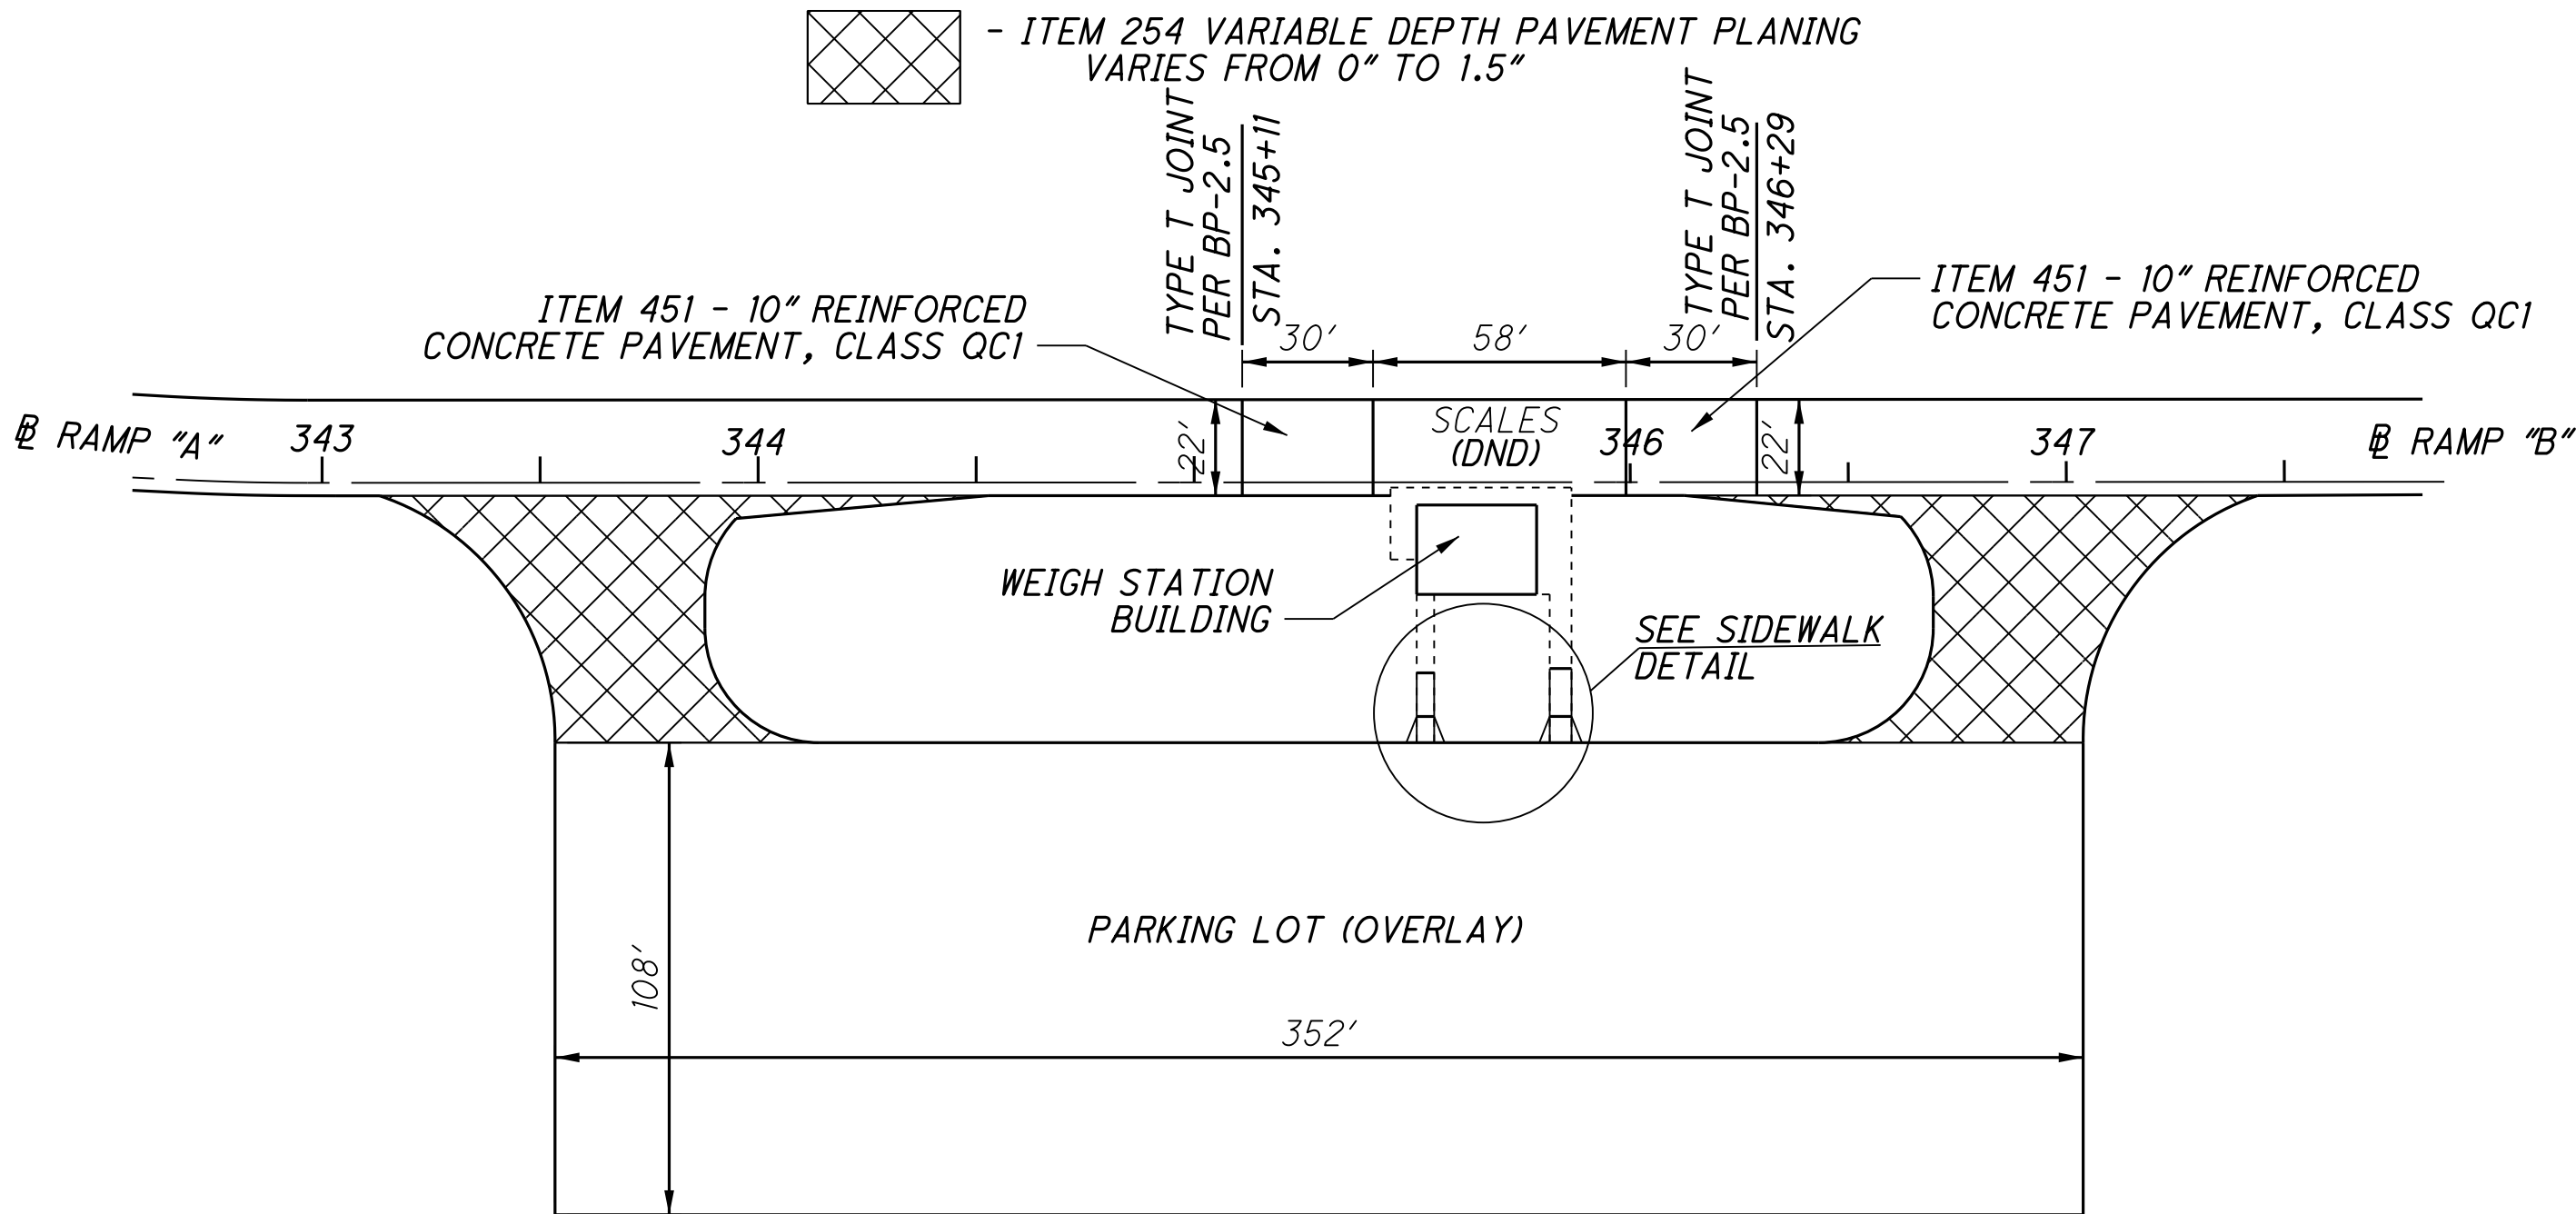 - ITEM 254 VARIABLE DEPTH PAVEMENT PLANING
VARIES FROM 0" TO 1.5"
TYPE T JOINT
PER BP-2.5
STA. 345+11
TYPE T JOINT
PER BP-2.5
STA. 346+29
ITEM 451 - 10" REINFORCED
CONCRETE PAVEMENT, CLASS QC1
ITEM 451 - 10" REINFORCED
CONCRETE PAVEMENT, CLASS QC1
30'
58'
30'
22'
SCALES
(DND)
22'
℄ RAMP "A"
343
344
346
347
℄ RAMP "B"
WEIGH STATION
BUILDING
SEE SIDEWALK
DETAIL
PARKING LOT (OVERLAY)
108'
352'